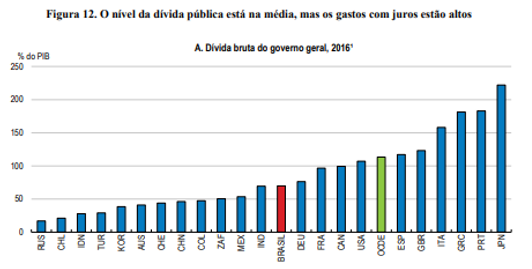 Figura 12. O nível da dívida pública está na média, mas os gastos com juros estão altos
A. Dívida bruta do governo geral, 2016¹
% do PIB
250
200
150
100
50
0
RUS CHL IDN TUR KOR AUS CHE CHN COL ZAF MEX IND BRASIL DEU FRA CAN USA OCDE ESP GBR ITA GRC PRT JPN